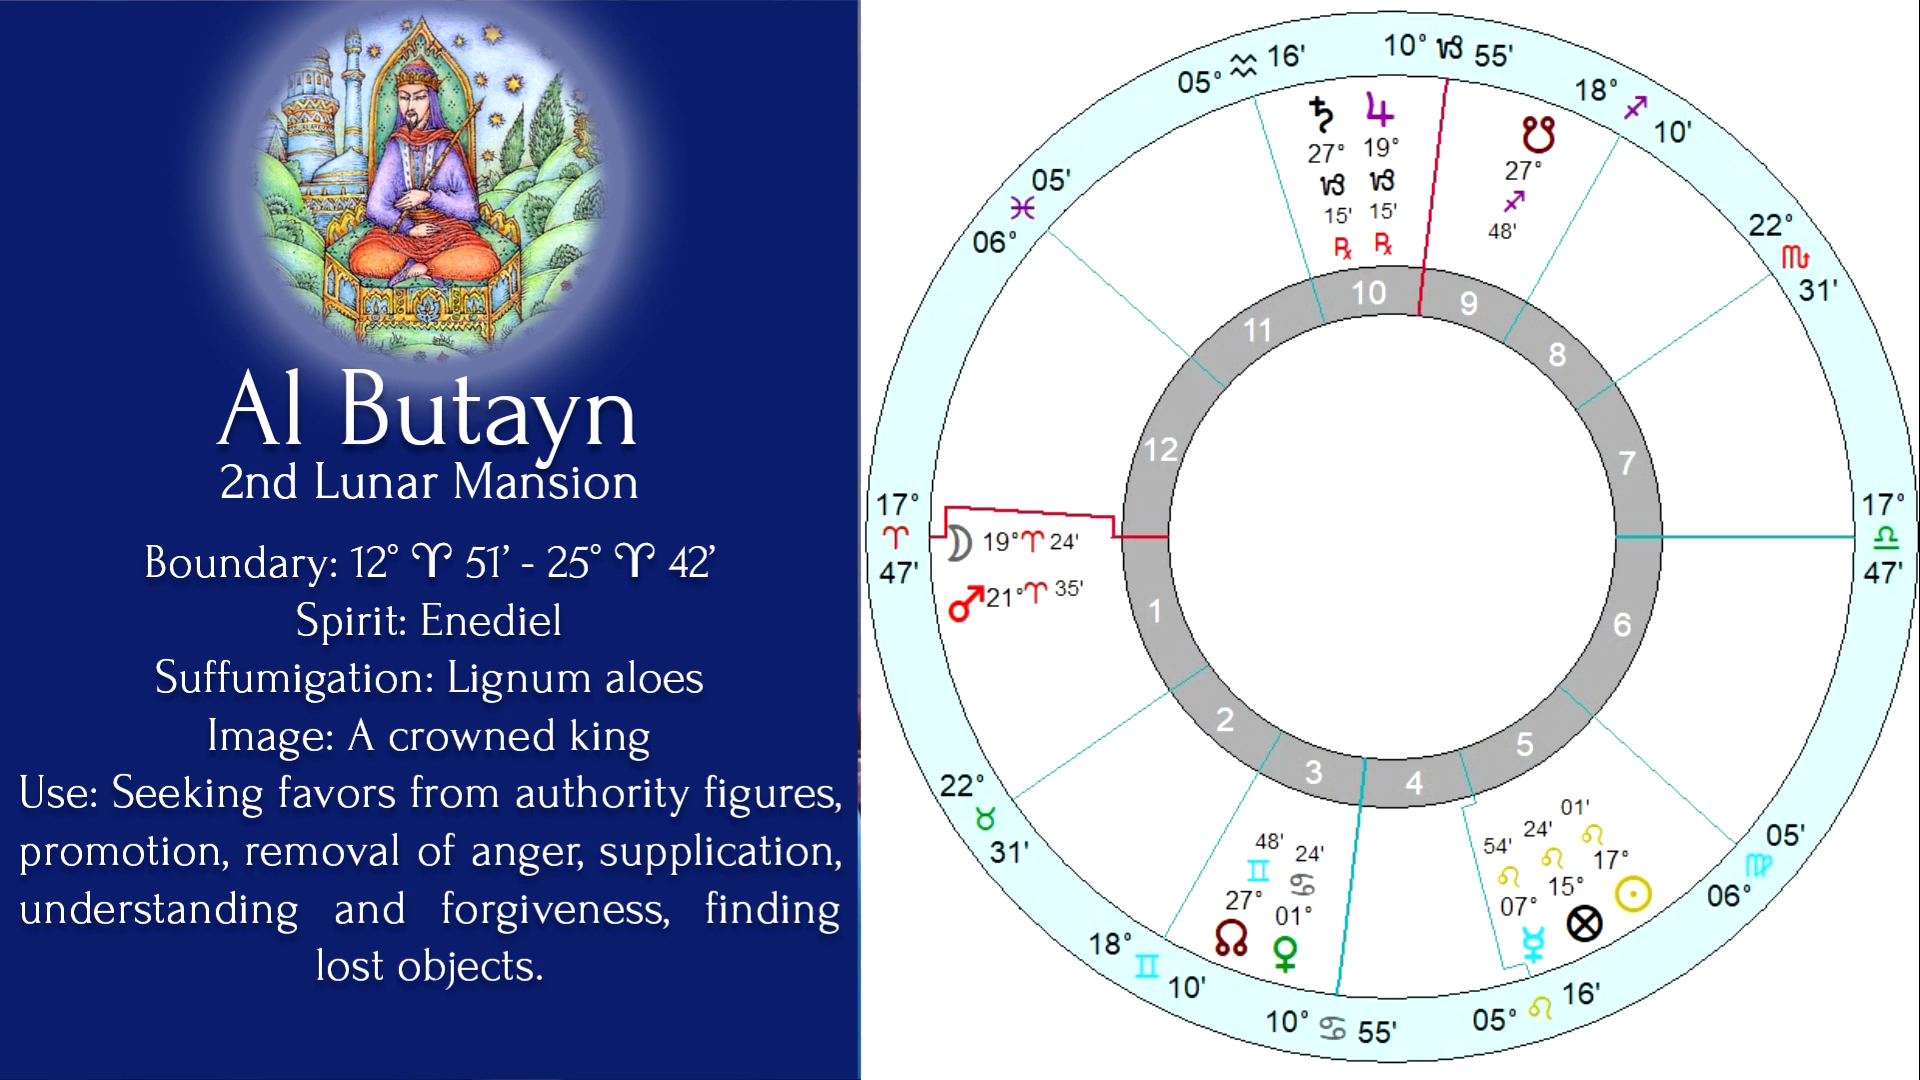 Al Butayn
2nd Lunar Mansion
Boundary: 12° ♈ 51’ - 25° ♈ 42’
Spirit: Enediel
Suffumigation: Lignum aloes
Image: A crowned king
Use: Seeking favors from authority figures,
promotion, removal of anger, supplication,
understanding and forgiveness, finding
lost objects.
10° ♑ 55'
05° ♒ 16'
18° ♐ 10'
♄ 27° ♑ 15' ℞
♃ 19° ♑ 15' ℞
☋ 27° ♐ 48'
05' ♓ 06°
22° ♏ 31'
10
9
11
8
12
7
17° ♈ 47'
☽ 19° ♈ 24'
♂ 21° ♈ 35'
17° ♎ 47'
1
6
2
5
3
4
22° ♉ 31'
48' ♊ 27° ☊
24' ♋ 01° ♀
54' ♌ 07° ☿
24' ♌ 15° ⊗
01' ♌ 17° ☉
05' ♍ 06°
18° ♊ 10'
10° ♋ 55'
05° ♌ 16'